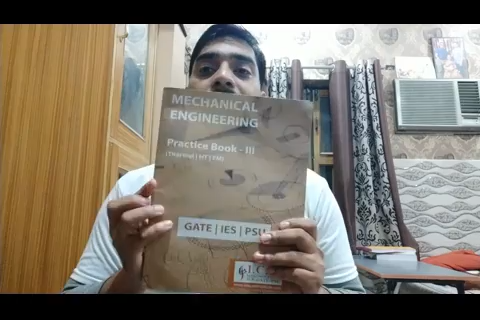 MECHANICAL
ENGINEERING
Practice Book - III
(Thermal | HT | FM)
GATE | IES | PSU